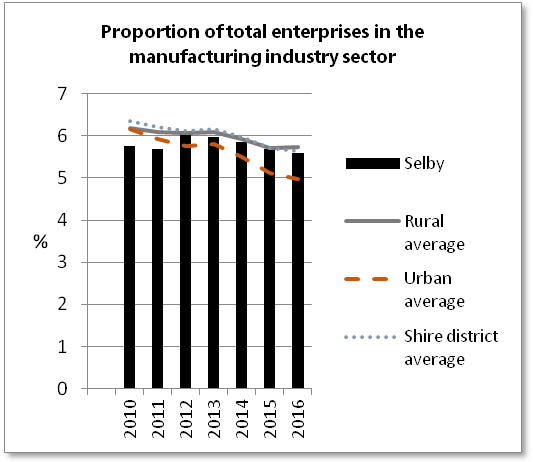 Proportion of total enterprises in the
manufacturing industry sector
7
6
5
4
3
2
1
0
%
2010
2011
2012
2013
2014
2015
2016
Selby
Rural
average
Urban
average
Shire district
average